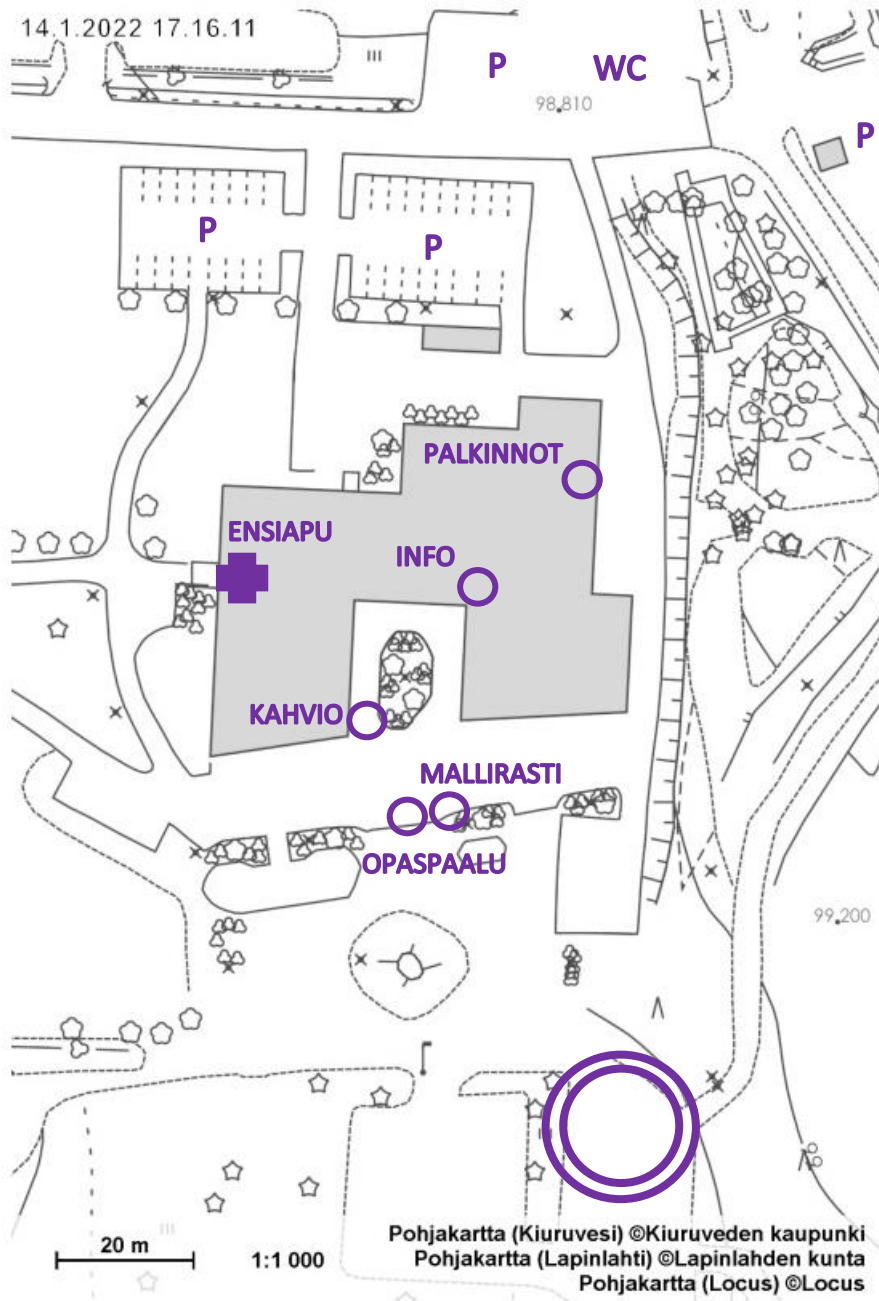 14.1.2022 17.16.11
P
WC
98.810
P
P
P
PALKINNOT
ENSIAPU
INFO
KAHVIO
MALLIRASTI
OPASPAALU
99.200
20 m
1:1 000
Pohjakartta (Kiuruvesi) ©Kiuruveden kaupunki
Pohjakartta (Lapinlahti) ©Lapinlahden kunta
Pohjakartta (Locus) ©Locus